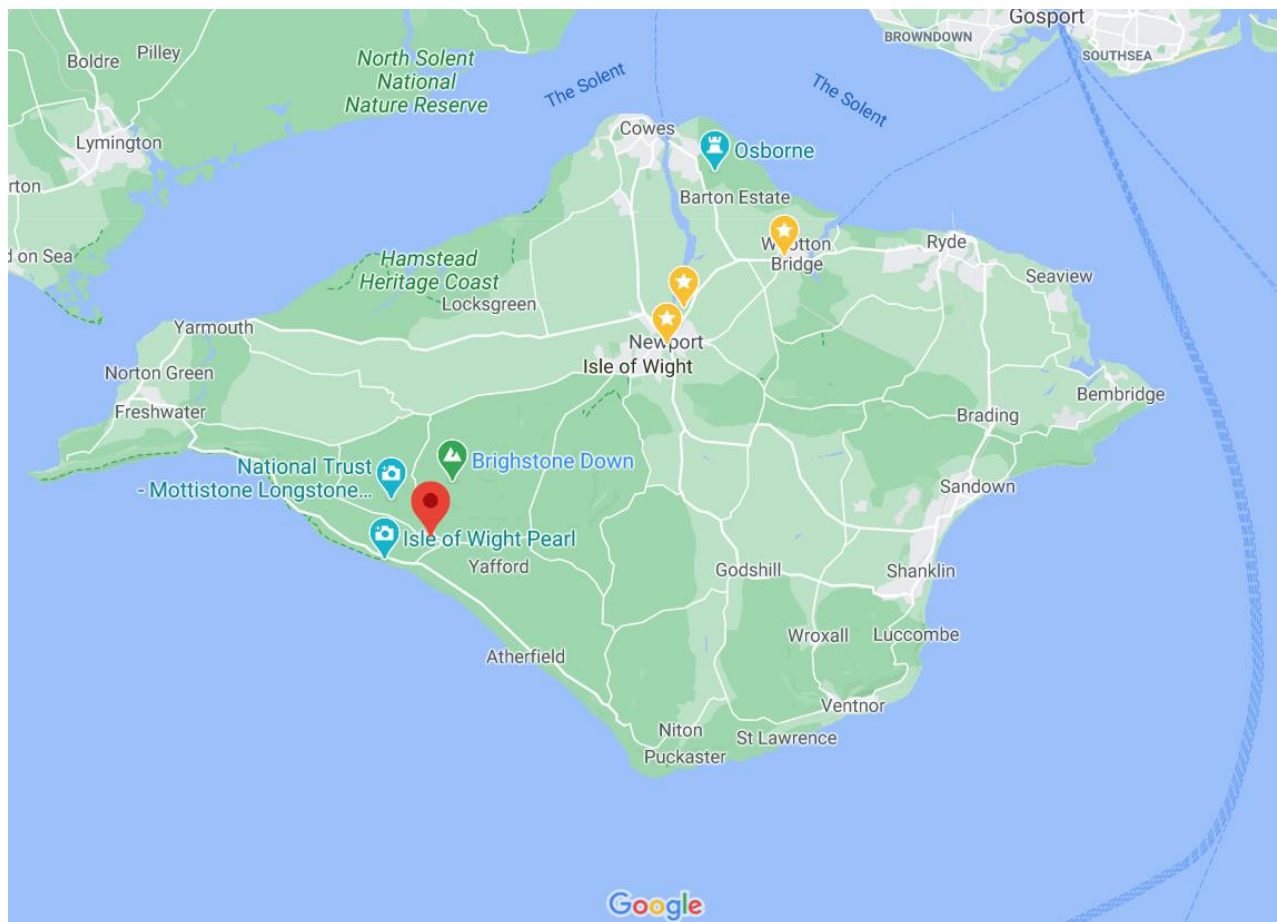 Gosport
BROWNDOWN
SOUTHSEA
Boldre
Pilley
North Solent
National
Nature Reserve
The Solent
The Solent
Lymington
Cowes
Osborne
Barton Estate
Wootton
Bridge
Ryde
Seaview
d on Sea
rton
Hamstead
Heritage Coast
Locksgreen
Yarmouth
Newport
Isle of Wight
Norton Green
Freshwater
Bembridge
Brading
National Trust
- Mottistone Longstone...
Brighstone Down
Sandown
Isle of Wight Pearl
Yafford
Godshill
Shanklin
Wroxall
Luccombe
Atherfield
Ventnor
Niton
St Lawrence
Puckaster
Google